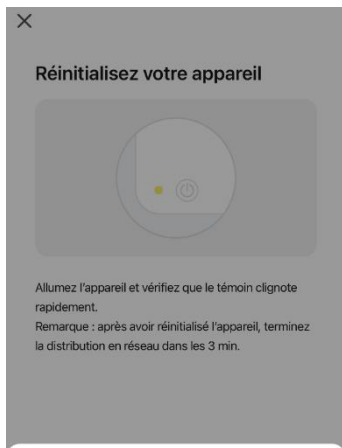 Réinitialisez votre appareil
Allumez l'appareil et vérifiez que le témoin clignote
rapidement.
Remarque : après avoir réinitialisé l'appareil, terminez
la distribution en réseau dans les 3 min.